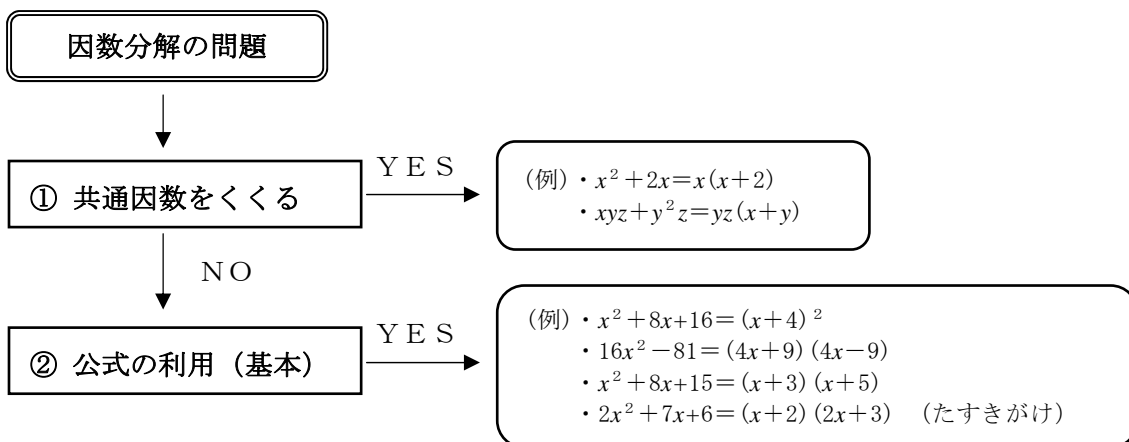 因数分解の問題
① 共通因数をくくる
YES
(例)・x²+2x=x(x+2)
・xyz+y²z=yz(x+y)
NO
② 公式の利用（基本）
YES
(例)・x²+8x+16=(x+4)²
・16x²-81=(4x+9)(4x-9)
・x²+8x+15=(x+3)(x+5)
・2x²+7x+6=(x+2)(2x+3) （たすきがけ）